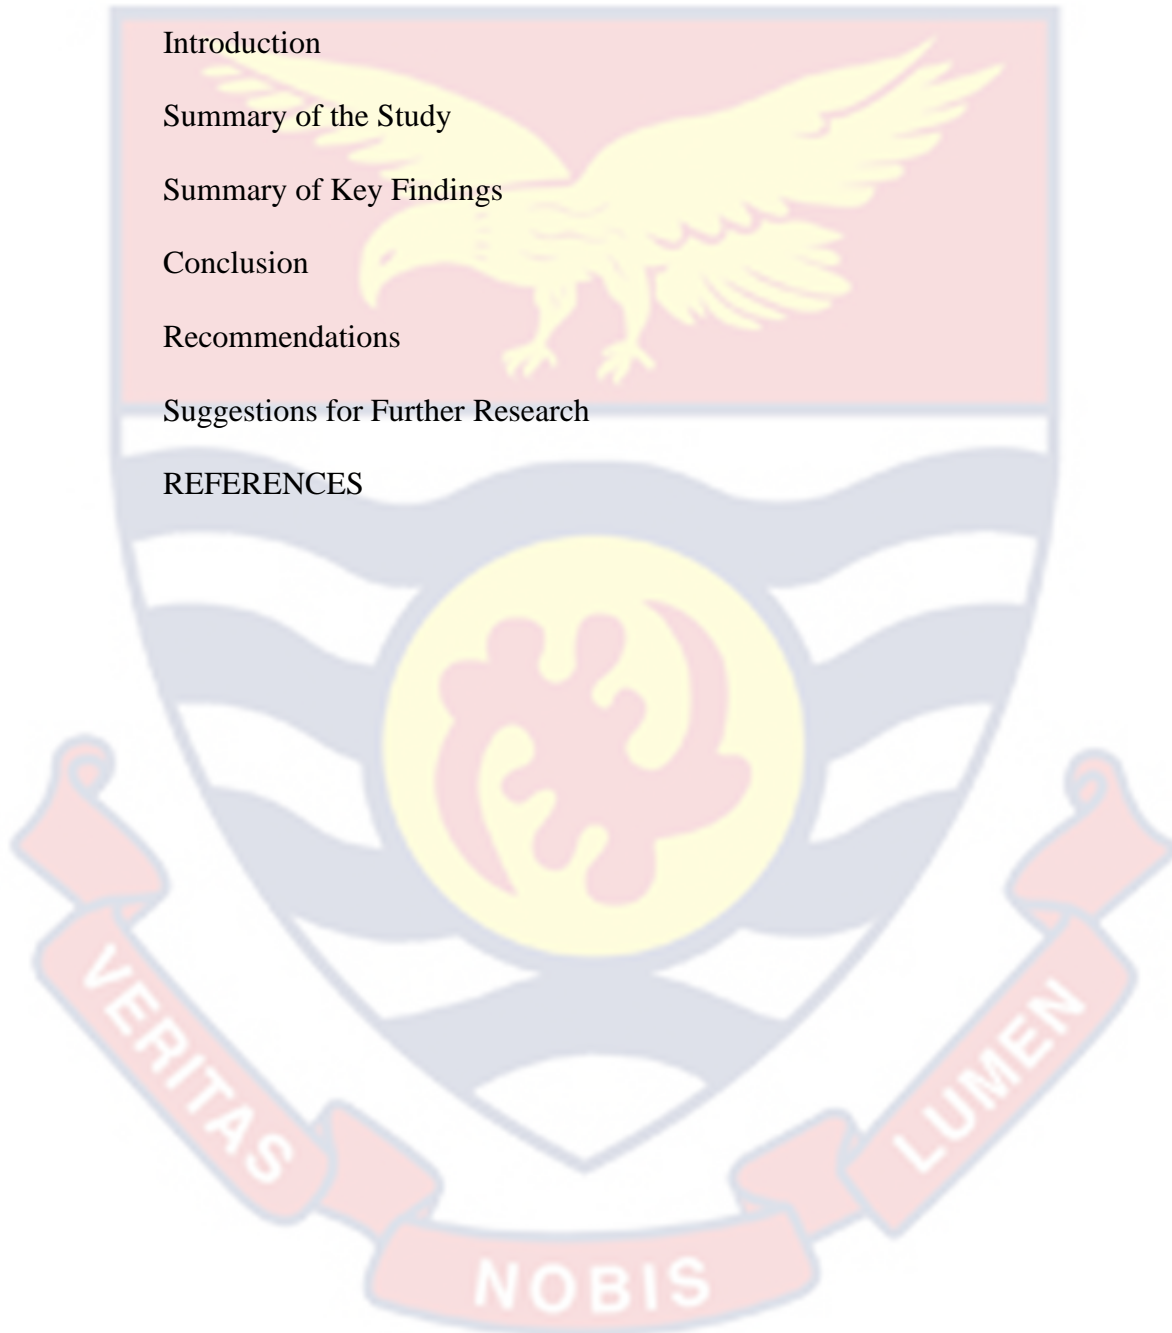 Introduction
Summary of the Study
Summary of Key Findings
Conclusion
Recommendations
Suggestions for Further Research
REFERENCES
VERITAS
NOBIS
LUMEN